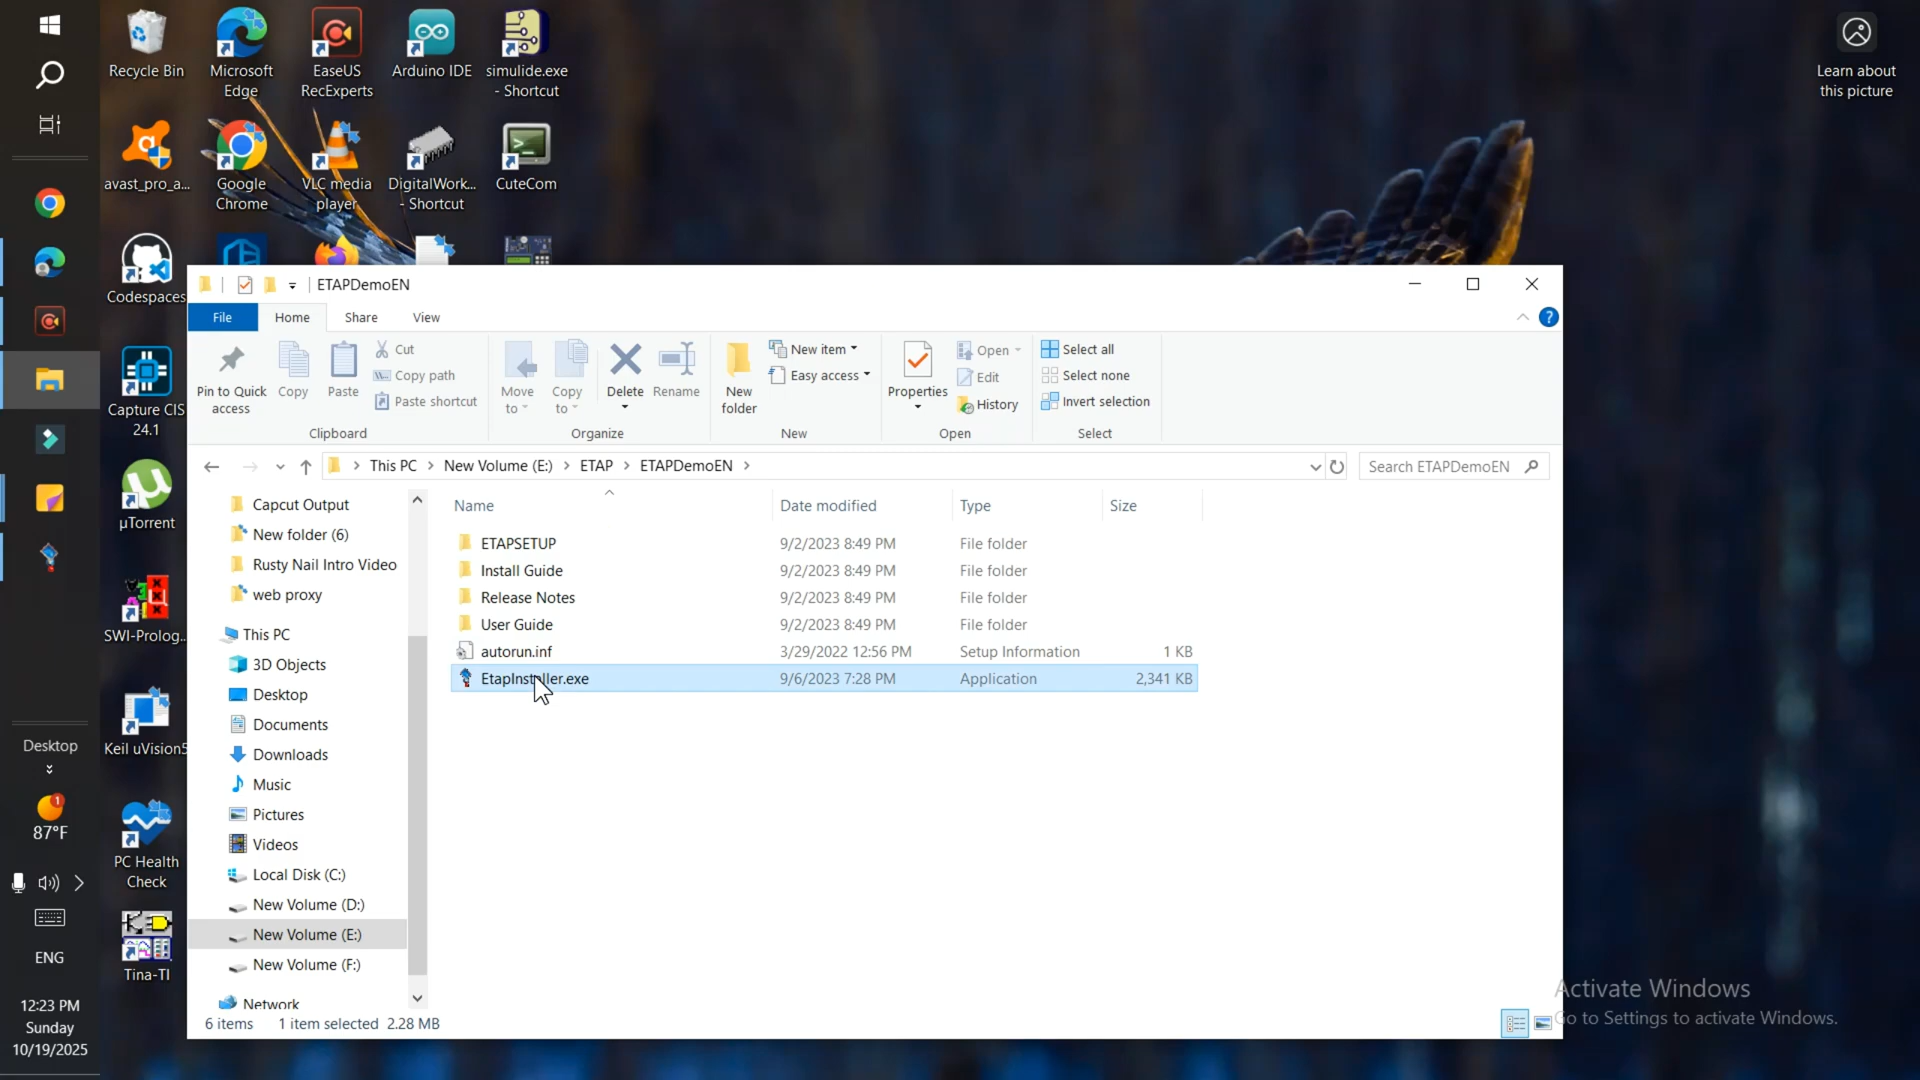 Recycle Bin
Microsoft
Edge
EaseUS
RecExperts
Arduino IDE
simulide.exe
- Shortcut
Learn about
this picture
avast_pro_a...
Google
Chrome
VLC media
player
DigitalWork...
- Shortcut
CuteCom
Codespaces
Capture CIS
24.1
µTorrent
SWI-Prolog..
Keil uVision5
PC Health
Check
Tina-TI
Desktop
1
87°F
ENG
12:23 PM
Sunday
10/19/2025
ETAPDemoEN
File
Home
Share
View
Pin to Quick
access
Copy
Paste
Cut
Copy path
Paste shortcut
Clipboard
Move
to
Copy
to
Delete
Rename
Organize
New
folder
New item
Easy access
New
Properties
Open
Edit
History
Open
Select all
Select none
Invert selection
Select
This PC > New Volume (E:) > ETAP > ETAPDemoEN >
Search ETAPDemoEN
Capcut Output
New folder (6)
Rusty Nail Intro Video
web proxy
This PC
3D Objects
Desktop
Documents
Downloads
Music
Pictures
Videos
Local Disk (C:)
New Volume (D:)
New Volume (E:)
New Volume (F:)
Network
Name Date modified Type Size
ETAPSETUP 9/2/2023 8:49 PM File folder
Install Guide 9/2/2023 8:49 PM File folder
Release Notes 9/2/2023 8:49 PM File folder
User Guide 9/2/2023 8:49 PM File folder
autorun.inf 3/29/2022 12:56 PM Setup Information 1 KB
EtapInstaller.exe 9/6/2023 7:28 PM Application 2,341 KB
6 items 1 item selected 2.28 MB
Activate Windows
Go to Settings to activate Windows.